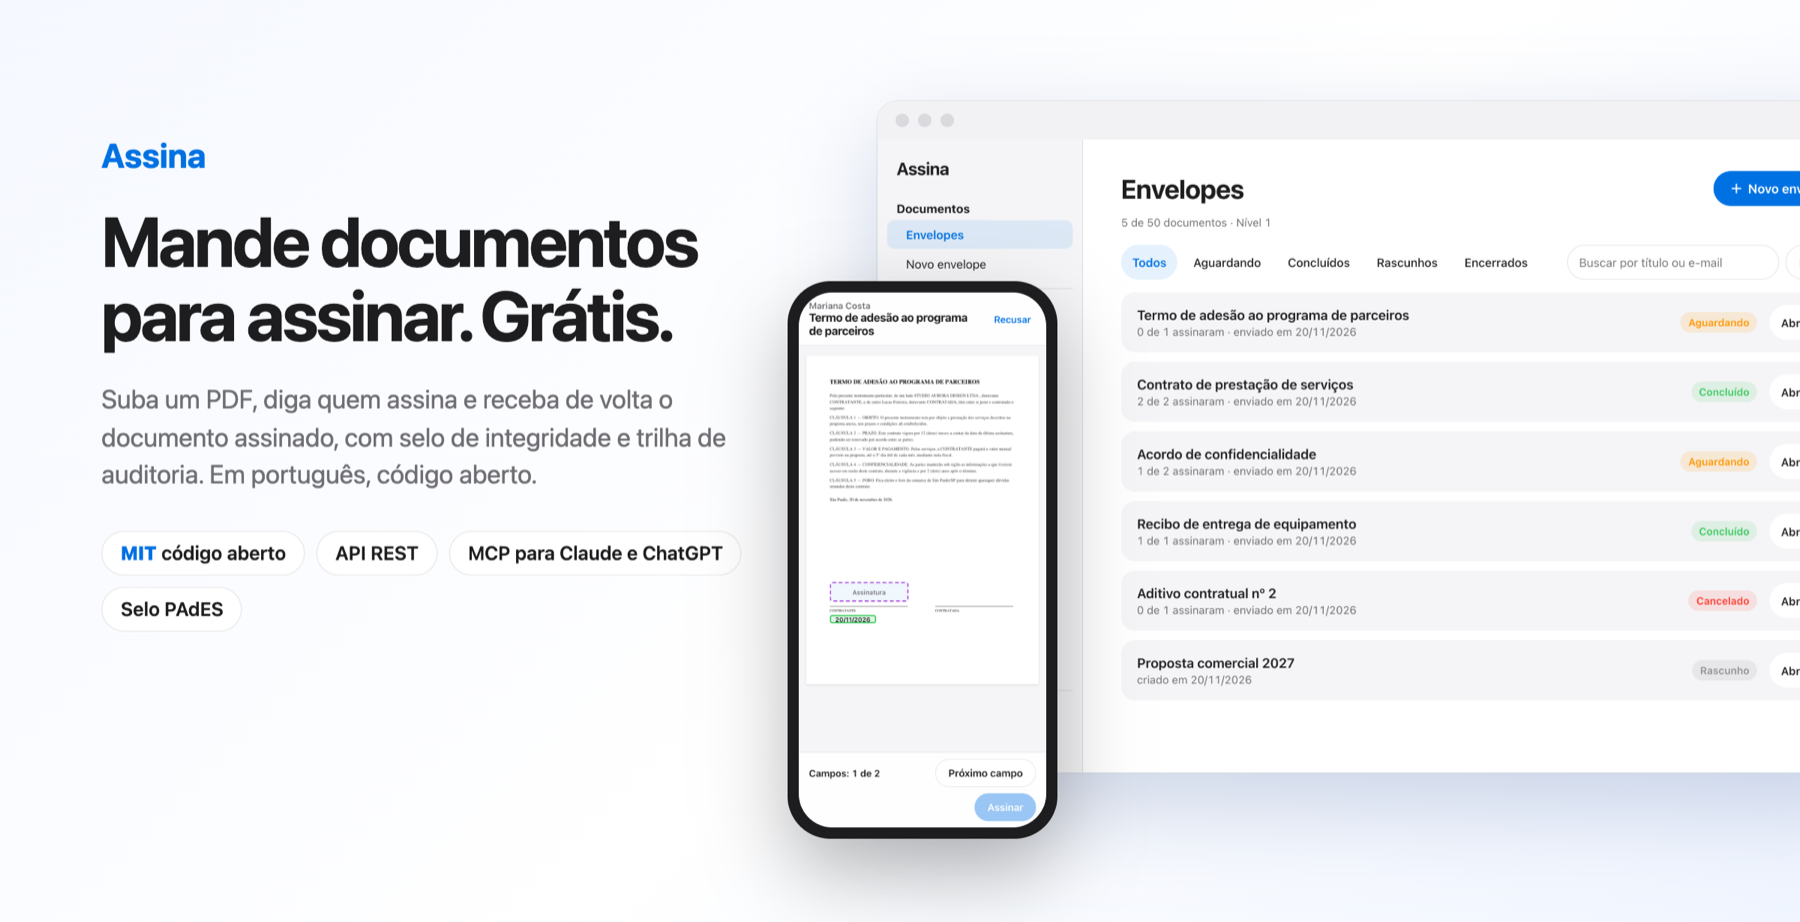 Assina
Mande documentos
para assinar. Grátis.
Suba um PDF, diga quem assina e receba de volta o
documento assinado, com selo de integridade e trilha de
auditoria. Em português, código aberto.
MIT código aberto
API REST
MCP para Claude e ChatGPT
Selo PAdES
Assina
Documentos
Envelopes
Novo envelope
Envelopes
+ Novo env
5 de 50 documentos · Nível 1
Todos
Aguardando
Concluídos
Rascunhos
Encerrados
Buscar por título ou e-mail
Termo de adesão ao programa de parceiros
0 de 1 assinaram · enviado em 20/11/2026
Aguardando
Abr
Contrato de prestação de serviços
2 de 2 assinaram · enviado em 20/11/2026
Concluído
Abr
Acordo de confidencialidade
1 de 2 assinaram · enviado em 20/11/2026
Aguardando
Abr
Recibo de entrega de equipamento
1 de 1 assinaram · enviado em 20/11/2026
Concluído
Abr
Aditivo contratual nº 2
0 de 1 assinaram · enviado em 20/11/2026
Cancelado
Abr
Proposta comercial 2027
criado em 20/11/2026
Rascunho
Abr
Mariana Costa
Termo de adesão ao programa
de parceiros
Recusar
TERMO DE ADESÃO AO PROGRAMA DE PARCEIROS
Assinatura
CONTRATANTE
CONTRATADA
20/11/2026
Campos: 1 de 2
Próximo campo
Assinar